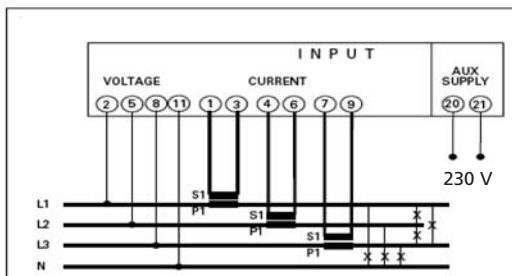 INPUT
VOLTAGE CURRENT AUX SUPPLY
2 5 8 11 1 3 4 6 7 9 20 21
230 V
L1 S1
P1
L2 S1
P1
L3 S1
P1
N